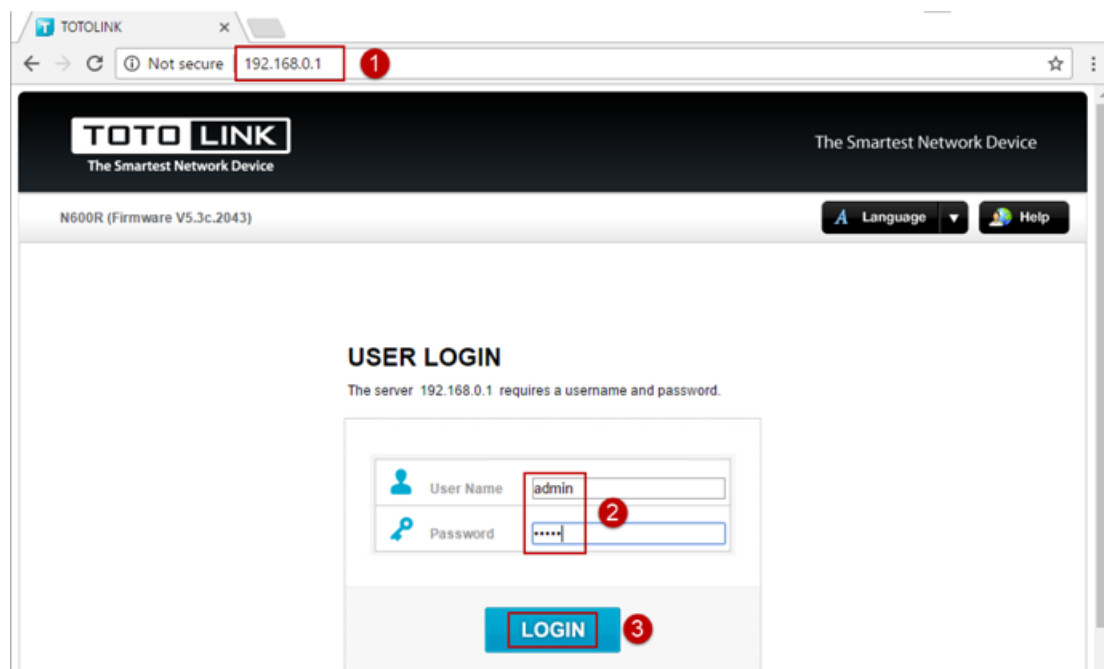 TOTOLINK
Not secure 192.168.0.1 1
TOTO LINK
The Smartest Network Device
The Smartest Network Device
N600R (Firmware V5.3c.2043)
A Language Help
USER LOGIN
The server 192.168.0.1 requires a username and password.
User Name admin
2
Password •••••
LOGIN 3